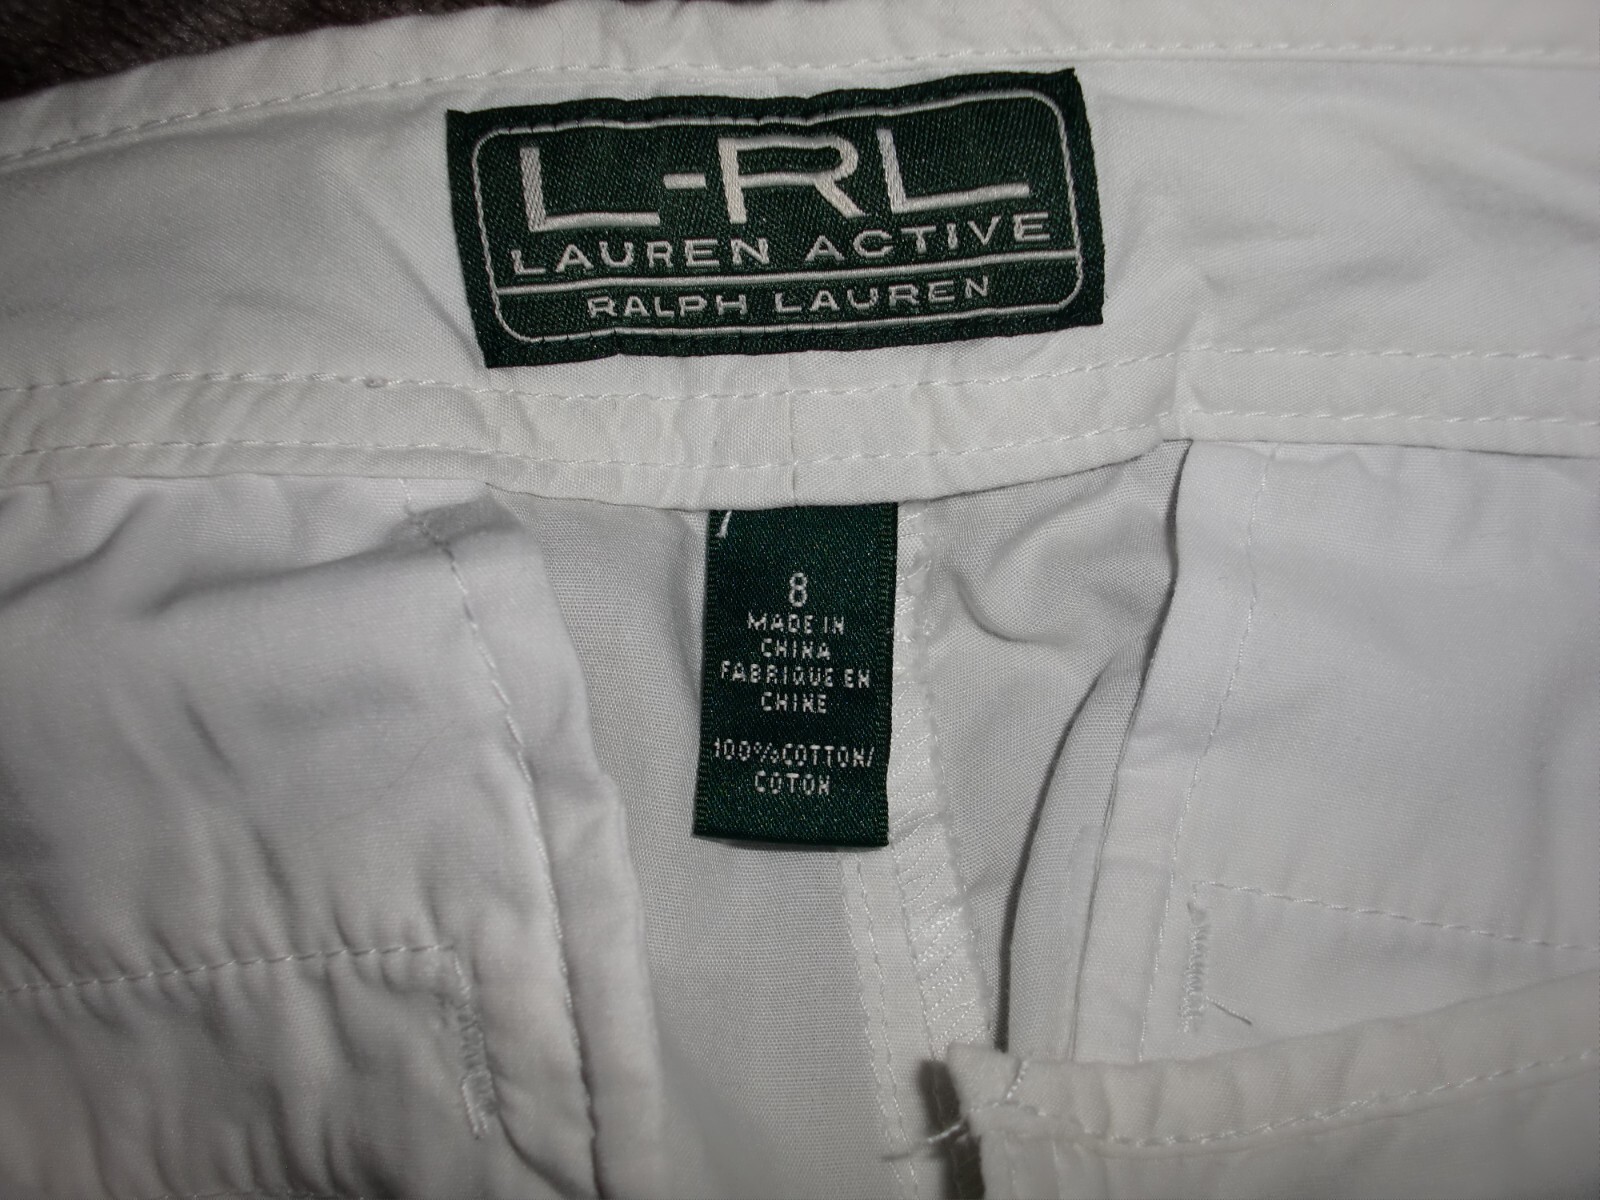 L-RL
LAUREN ACTIVE
RALPH LAUREN
8
MADE IN
CHINA
FABRIQUE EN
CHINE
100%COTTON/
COTON